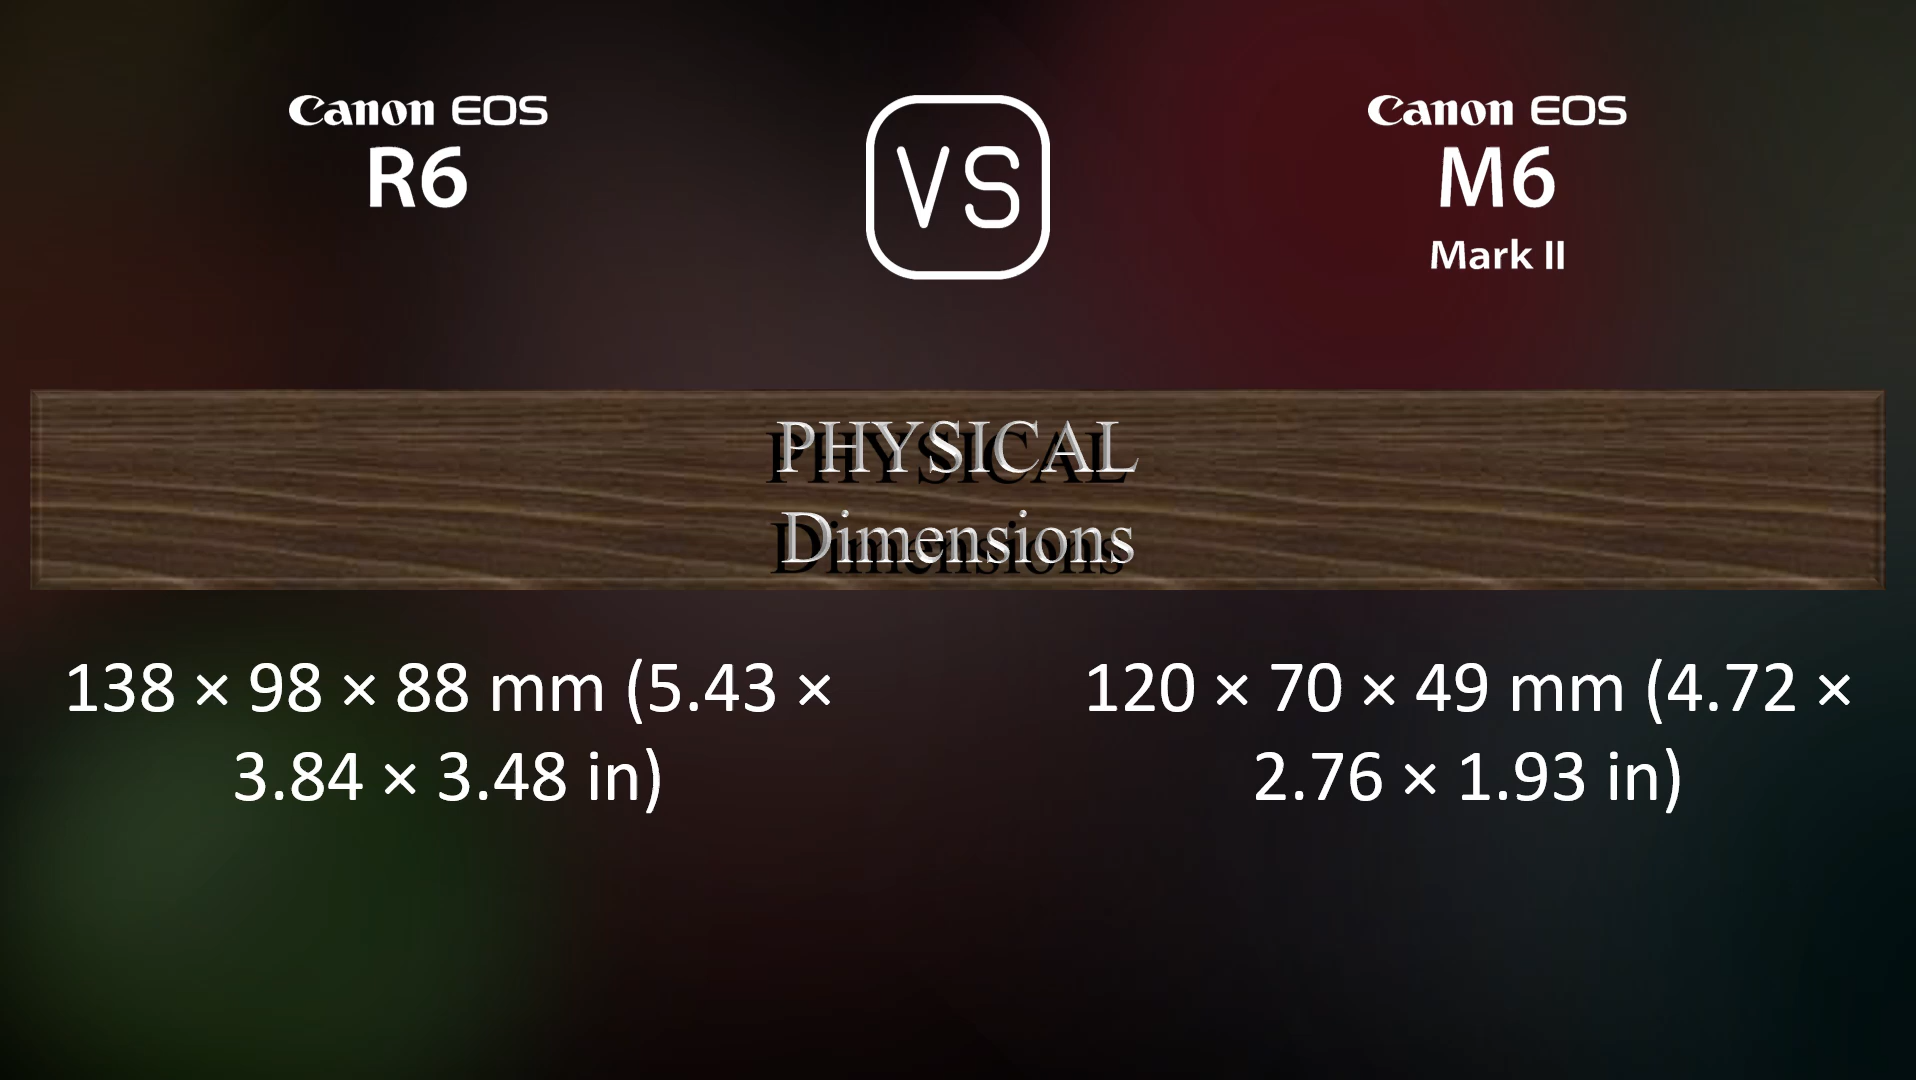 Canon EOS
R6
VS
Canon EOS
M6
Mark II
PHYSICAL
Dimensions
138 × 98 × 88 mm (5.43 ×
3.84 × 3.48 in)
120 × 70 × 49 mm (4.72 ×
2.76 × 1.93 in)